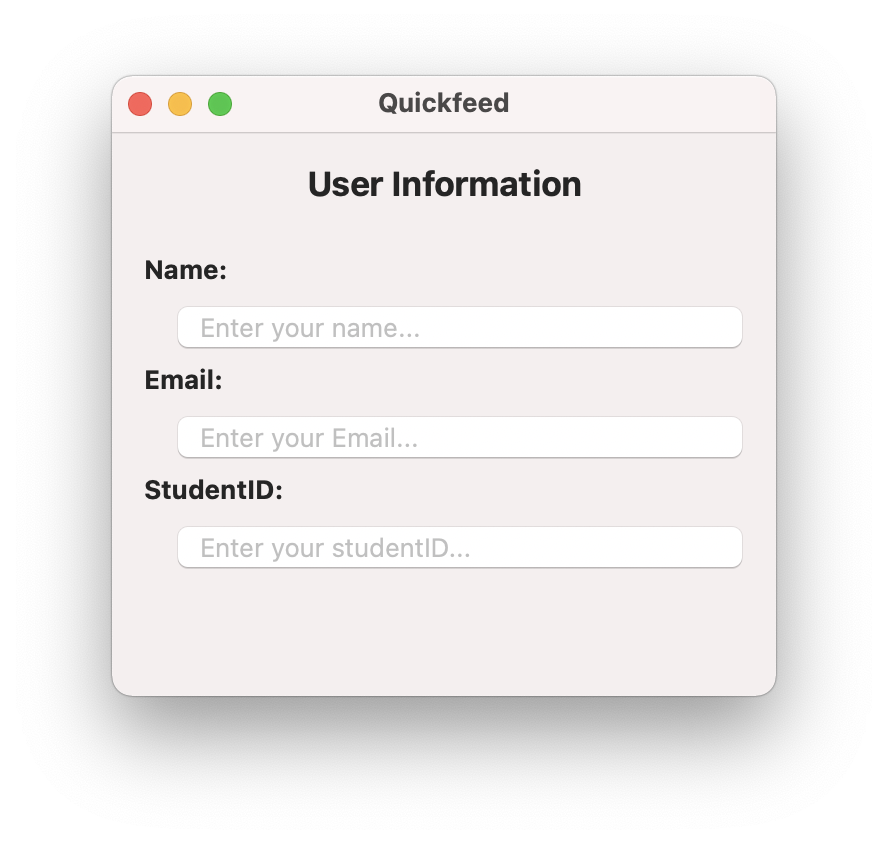 Quickfeed
User Information
Name:
Enter your name...
Email:
Enter your Email...
StudentID:
Enter your studentID...